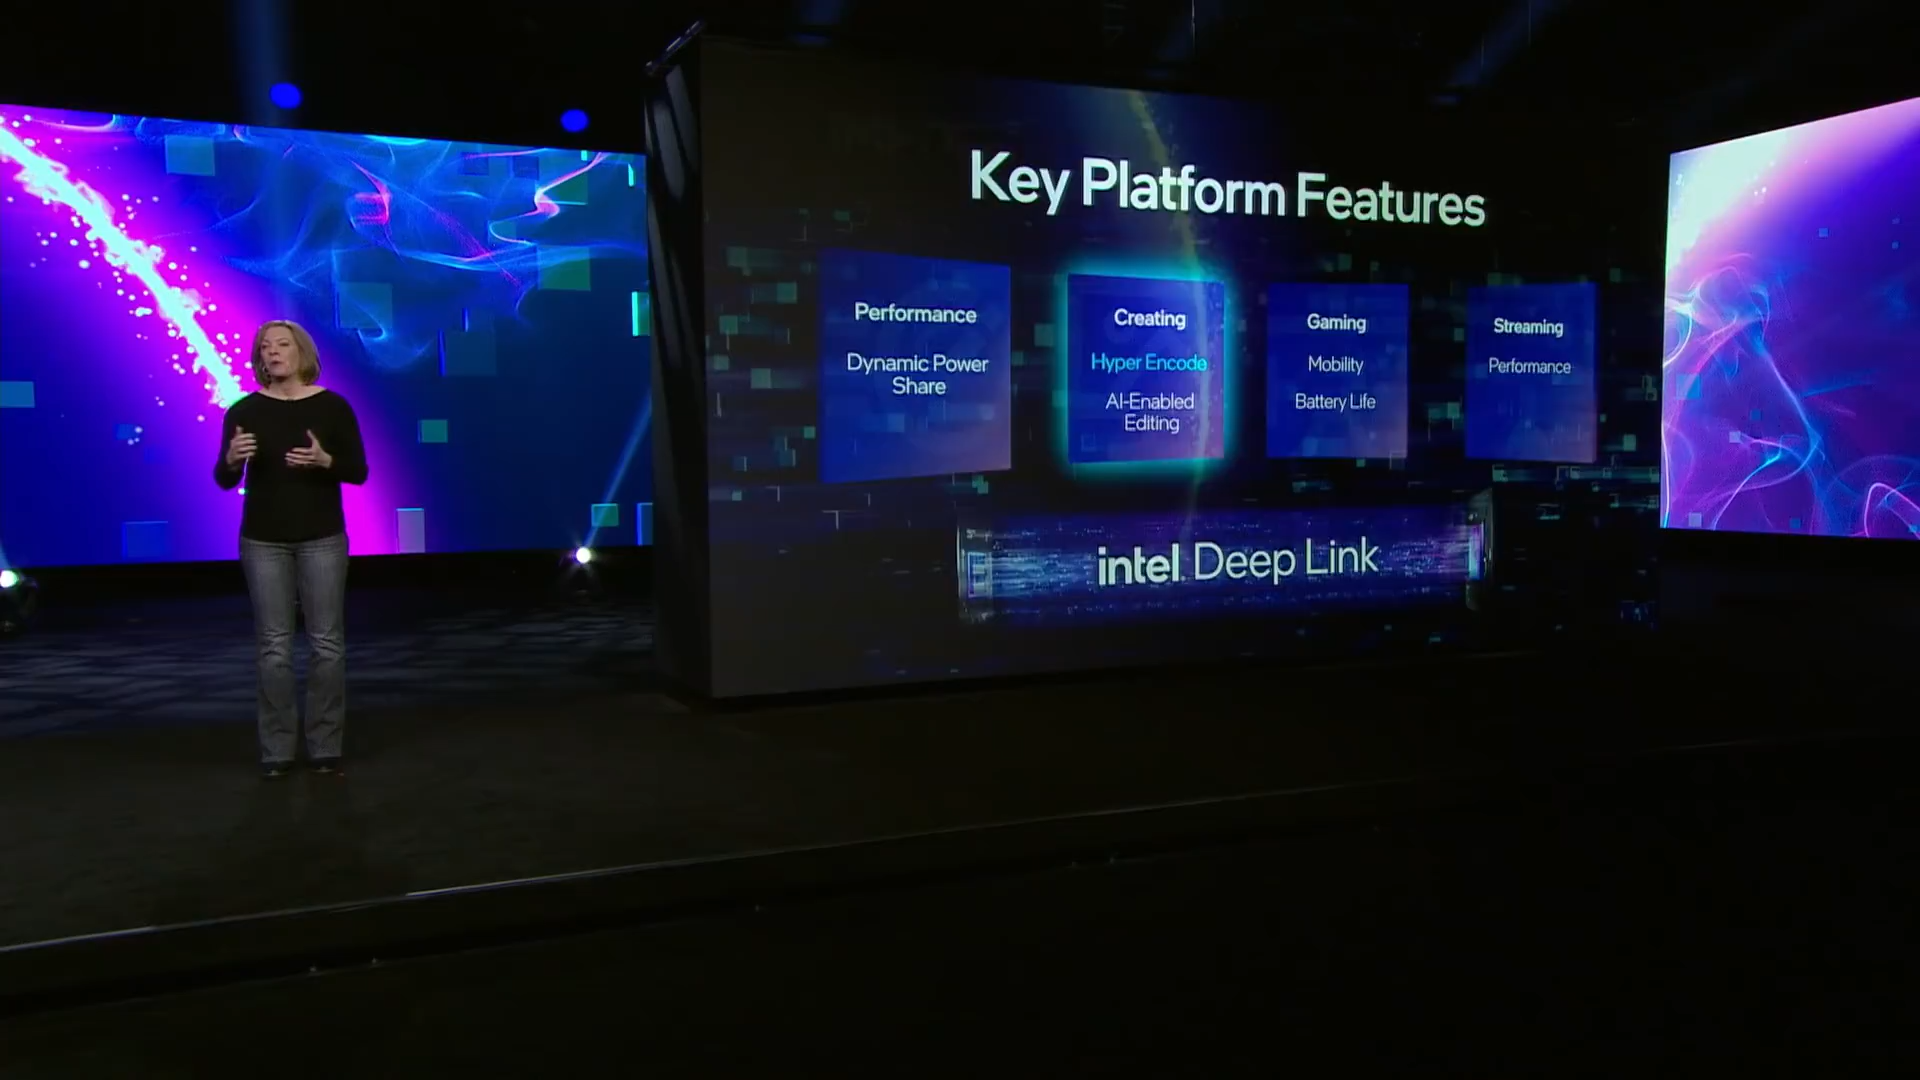 Key Platform Features
Performance
Dynamic Power
Share
Creating
Hyper Encode
AI-Enabled
Editing
Gaming
Mobility
Battery Life
Streaming
Performance
intel. Deep Link